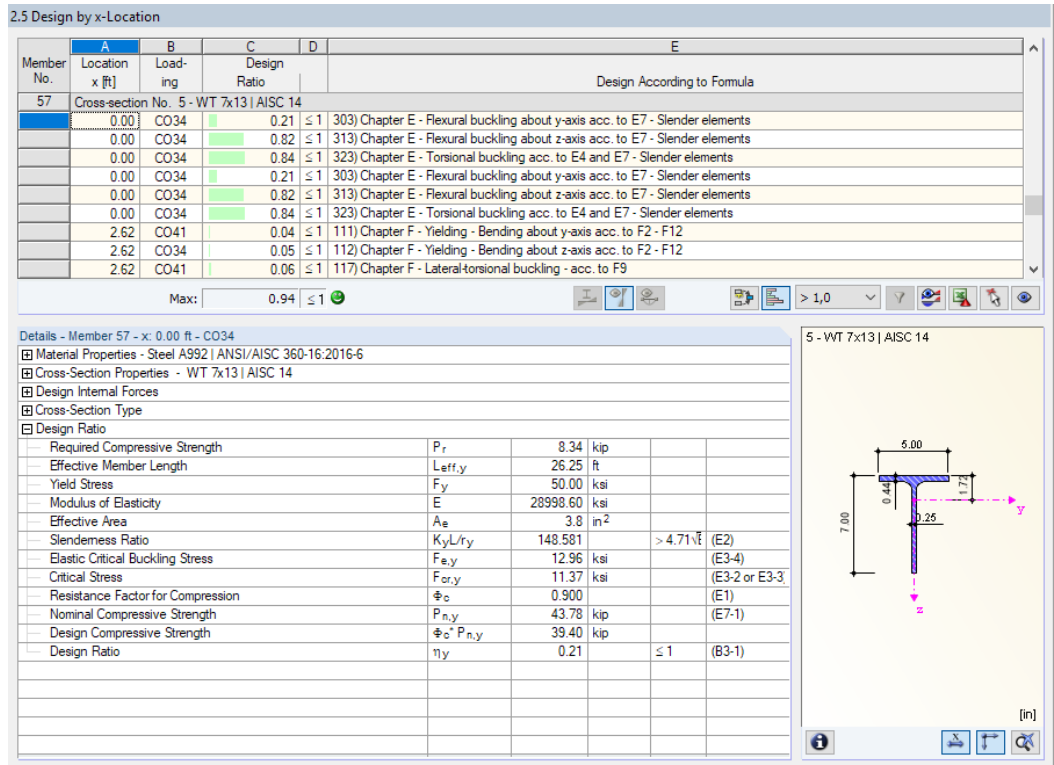 2.5 Design by x-Location
A B C D E
Member Location Load- Design
No. x [ft] ing Ratio Design According to Formula
57 Cross-section No. 5 - WT 7x13 | AISC 14
0.00 CO34 0.21 ≤ 1 303) Chapter E - Flexural buckling about y-axis acc. to E7 - Slender elements
0.00 CO34 0.82 ≤ 1 313) Chapter E - Flexural buckling about z-axis acc. to E7 - Slender elements
0.00 CO34 0.84 ≤ 1 323) Chapter E - Torsional buckling acc. to E4 and E7 - Slender elements
0.00 CO34 0.21 ≤ 1 303) Chapter E - Flexural buckling about y-axis acc. to E7 - Slender elements
0.00 CO34 0.82 ≤ 1 313) Chapter E - Flexural buckling about z-axis acc. to E7 - Slender elements
0.00 CO34 0.84 ≤ 1 323) Chapter E - Torsional buckling acc. to E4 and E7 - Slender elements
2.62 CO41 0.04 ≤ 1 111) Chapter F - Yielding - Bending about y-axis acc. to F2 - F12
2.62 CO34 0.05 ≤ 1 112) Chapter F - Yielding - Bending about z-axis acc. to F2 - F12
2.62 CO41 0.06 ≤ 1 117) Chapter F - Lateral-torsional buckling - acc. to F9
Max: 0.94 ≤ 1 > 1,0
Details - Member 57 - x: 0.00 ft - CO34
Material Properties - Steel A992 | ANSI/AISC 360-16:2016-6
Cross-Section Properties - WT 7x13 | AISC 14
Design Internal Forces
Cross-Section Type
Design Ratio
Required Compressive Strength Pr 8.34 kip
Effective Member Length Leff,y 26.25 ft
Yield Stress Fy 50.00 ksi
Modulus of Elasticity E 28998.60 ksi
Effective Area Ae 3.8 in²
Slenderness Ratio KyL/ry 148.581 > 4.71√E (E2)
Elastic Critical Buckling Stress Fe,y 12.96 ksi (E3-4)
Critical Stress Fcr,y 11.37 ksi (E3-2 or E3-3)
Resistance Factor for Compression Φc 0.900 (E1)
Nominal Compressive Strength Pn,y 43.78 kip (E7-1)
Design Compressive Strength Φc* Pn,y 39.40 kip
Design Ratio ηy 0.21 ≤ 1 (B3-1)
5 - WT 7x13 | AISC 14
5.00
0.44
1.72
y
7.00
0.25
z
[in]